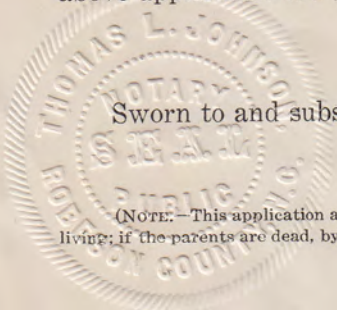 THOMAS L. JOHNSON
NOTARY
SEAL
PUBLIC
ROBESON COUNTY, N.C.
Sworn to and subs
(NOTE.—This application a
living; if the parents are dead, by